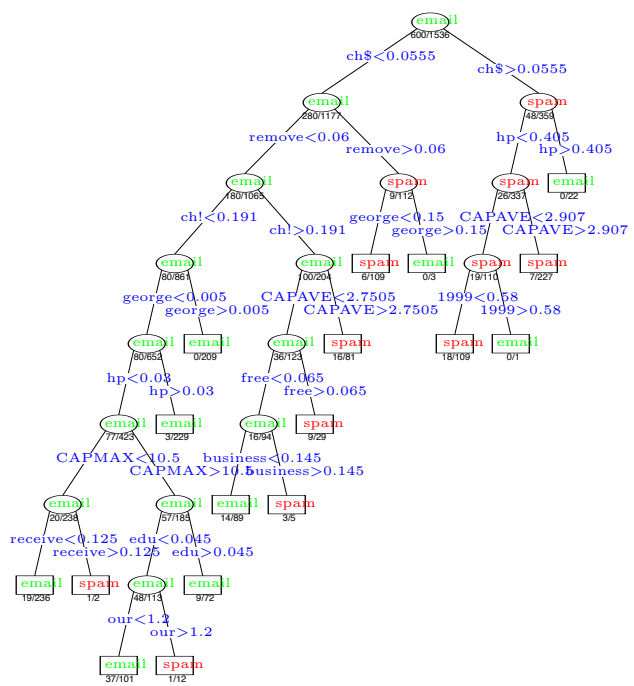 email
600/1536
ch$<0.0555
ch$>0.0555
email
280/1177
spam
48/359
remove<0.06
remove>0.06
hp<0.405
hp>0.405
email
180/1065
spam
9/112
spam
26/337
email
0/22
ch!<0.191
ch!>0.191
george<0.15
george>0.15
CAPAVE<2.907
CAPAVE>2.907
email
80/861
email
100/204
spam
6/109
email
0/3
spam
19/110
spam
7/227
george<0.005
george>0.005
CAPAVE<2.7505
CAPAVE>2.7505
1999<0.58
1999>0.58
email
80/652
email
0/209
email
36/123
spam
16/81
spam
18/109
email
0/1
hp<0.03
hp>0.03
free<0.065
free>0.065
email
77/423
email
3/229
email
16/94
spam
9/29
CAPMAX<10.5
CAPMAX>10.5
business<0.145
business>0.145
email
20/238
email
57/185
email
14/89
spam
3/5
receive<0.125
receive>0.125
edu<0.045
edu>0.045
email
19/236
spam
1/2
email
48/113
email
9/72
our<1.2
our>1.2
email
37/101
spam
1/12